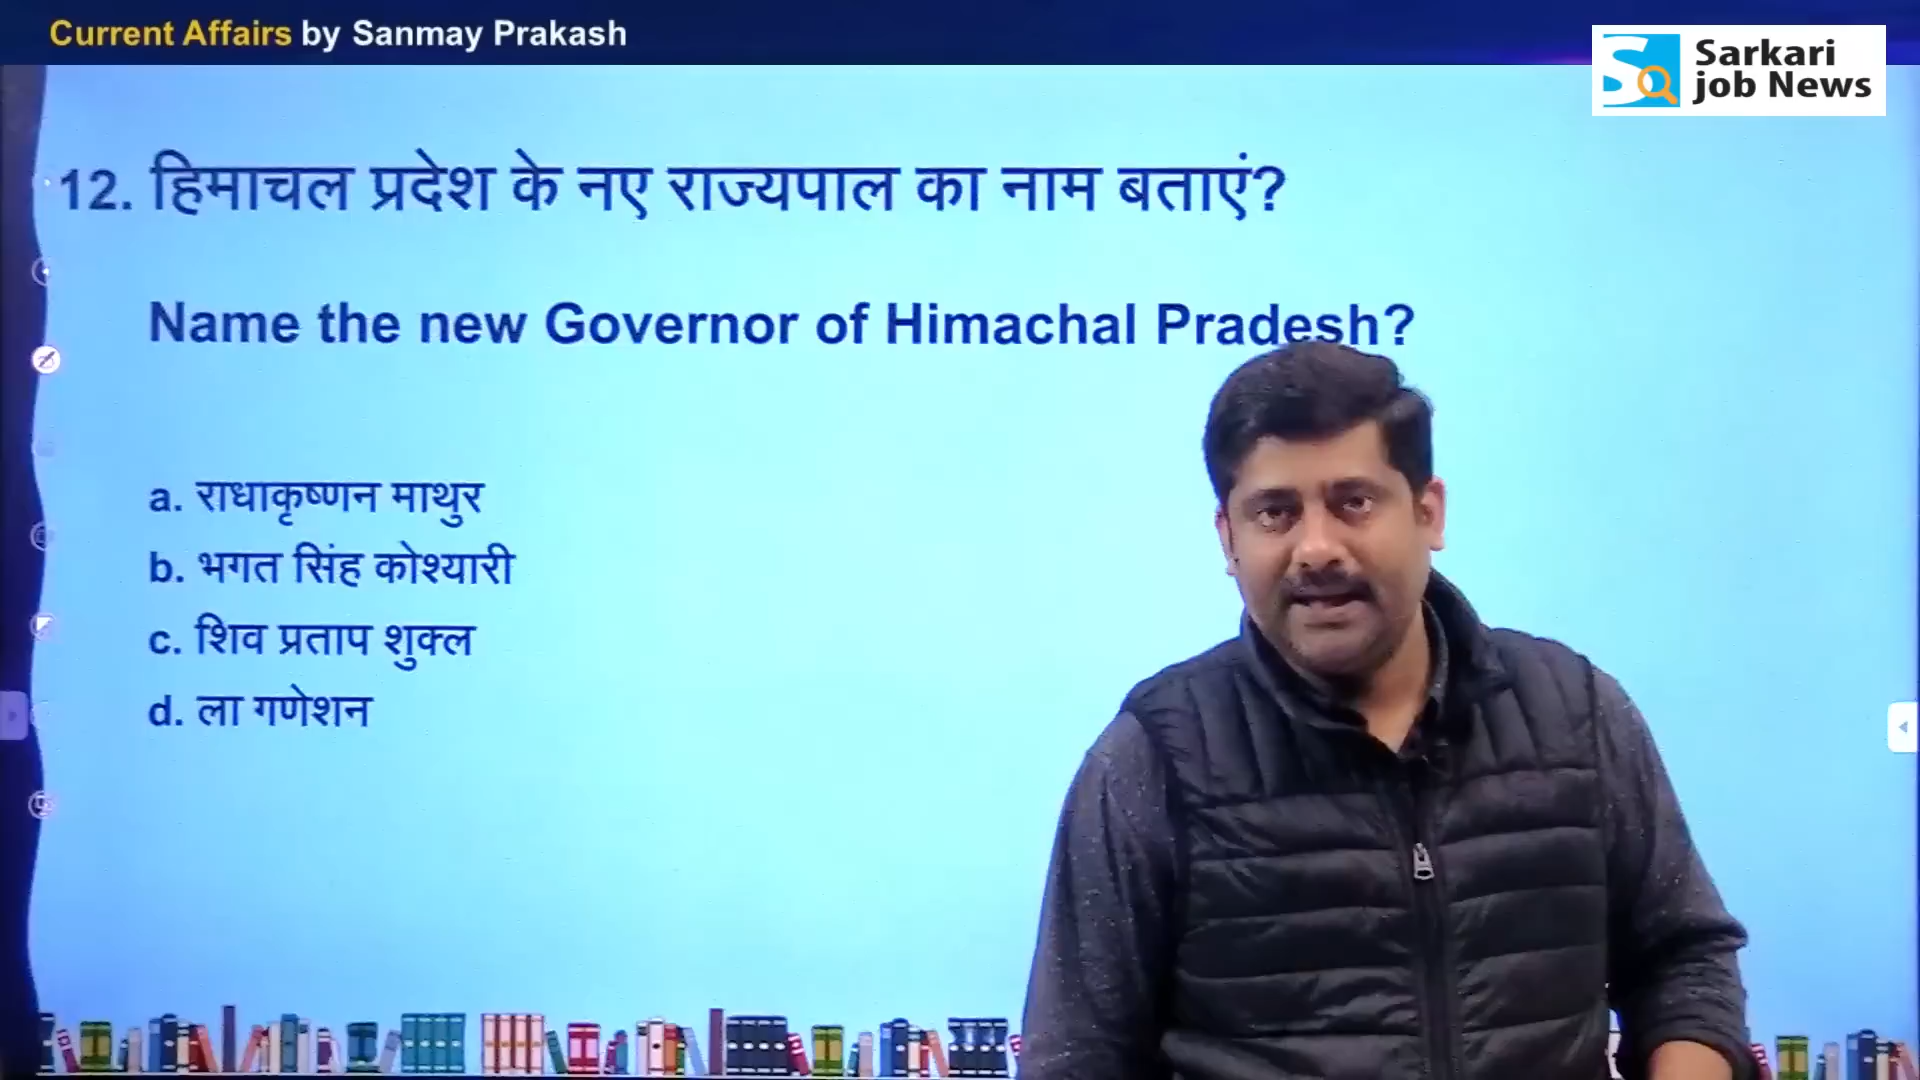 Current Affairs by Sanmay Prakash
Sarkari
job News
12. हिमाचल प्रदेश के नए राज्यपाल का नाम बताएं?
Name the new Governor of Himachal Pradesh?
a. राधाकृष्णन माथुर
b. भगत सिंह कोश्यारी
c. शिव प्रताप शुक्ल
d. ला गणेशन